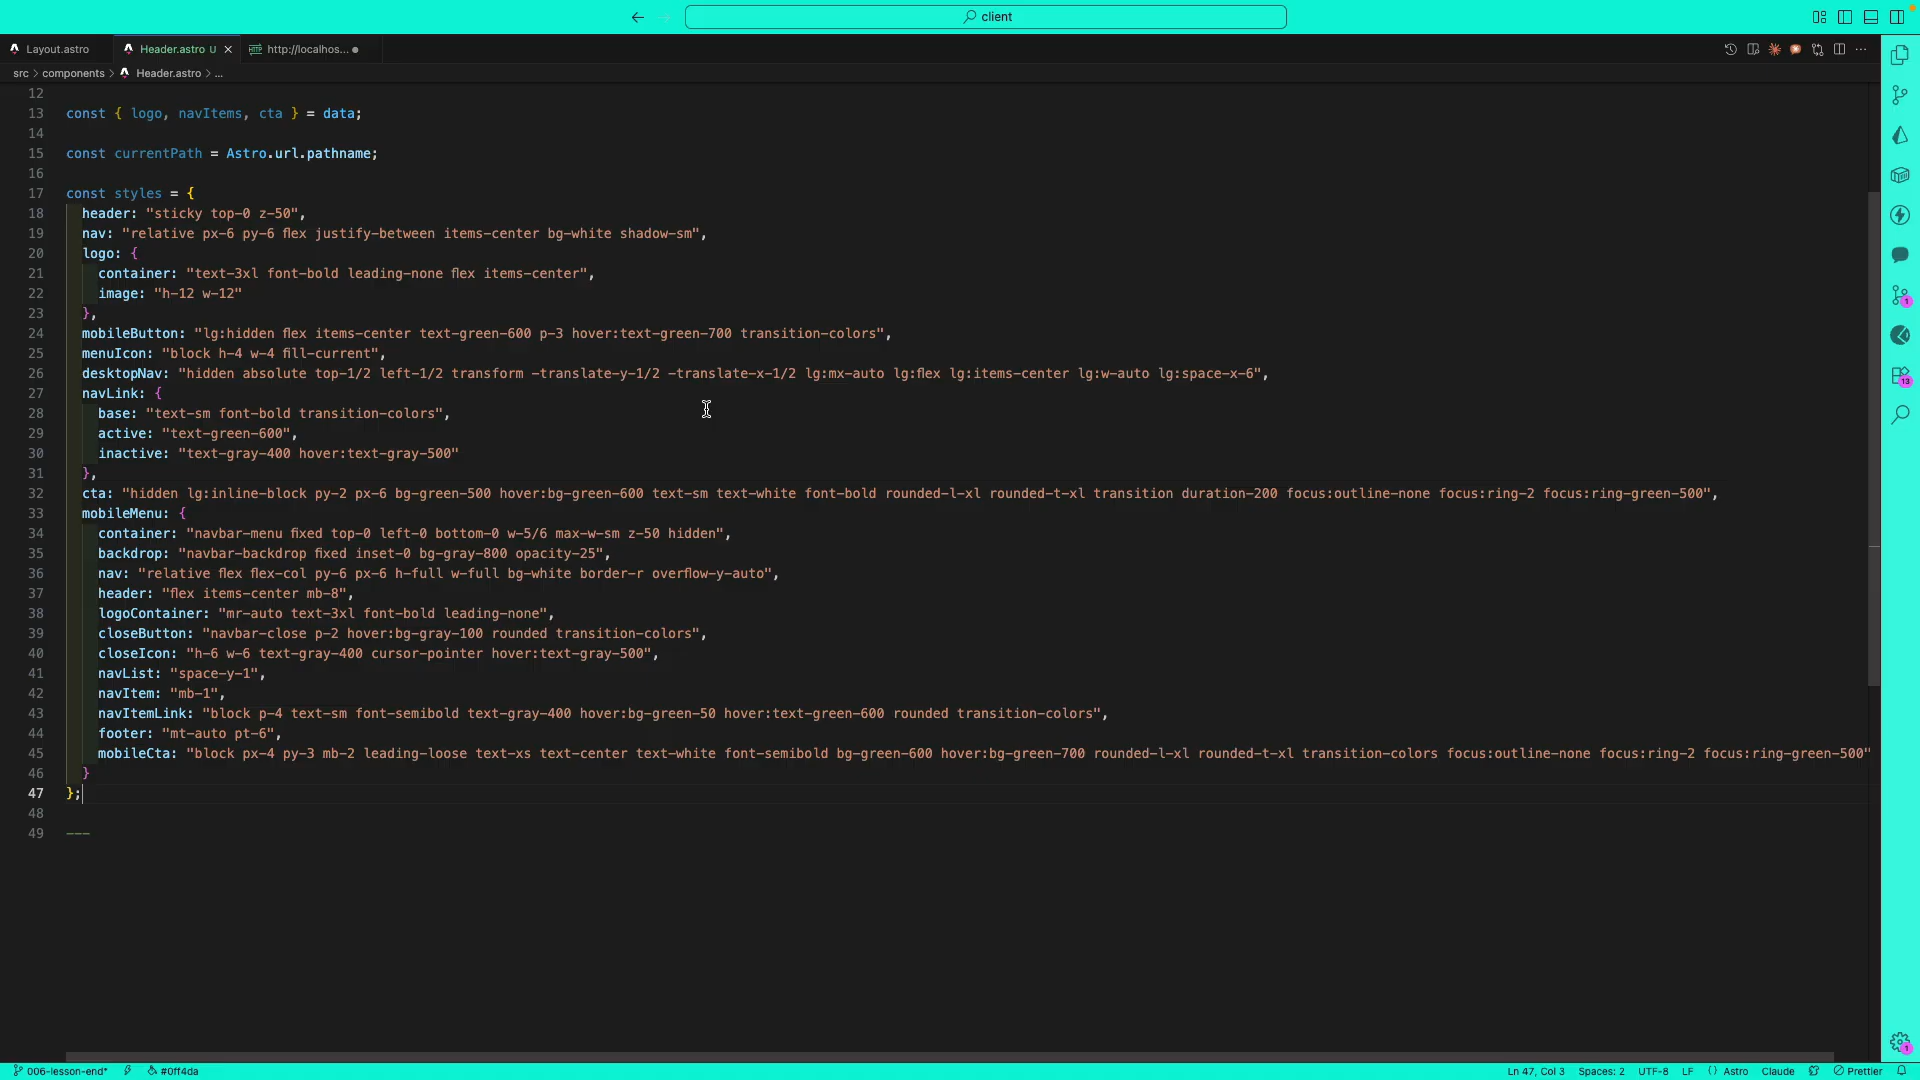 client
Layout.astro
Header.astro U
http://localhos...
src > components > Header.astro > ...
12
13 const { logo, navItems, cta } = data;
14
15 const currentPath = Astro.url.pathname;
16
17 const styles = {
18 header: "sticky top-0 z-50",
19 nav: "relative px-6 py-6 flex justify-between items-center bg-white shadow-sm",
20 logo: {
21 container: "text-3xl font-bold leading-none flex items-center",
22 image: "h-12 w-12"
23 },
24 mobileButton: "lg:hidden flex items-center text-green-600 p-3 hover:text-green-700 transition-colors",
25 menuIcon: "block h-4 w-4 fill-current",
26 desktopNav: "hidden absolute top-1/2 left-1/2 transform -translate-y-1/2 -translate-x-1/2 lg:mx-auto lg:flex lg:items-center lg:w-auto lg:space-x-6",
27 navLink: {
28 base: "text-sm font-bold transition-colors",
29 active: "text-green-600",
30 inactive: "text-gray-400 hover:text-gray-500"
31 },
32 cta: "hidden lg:inline-block py-2 px-6 bg-green-500 hover:bg-green-600 text-sm text-white font-bold rounded-l-xl rounded-t-xl transition duration-200 focus:outline-none focus:ring-2 focus:ring-green-500",
33 mobileMenu: {
34 container: "navbar-menu fixed top-0 left-0 bottom-0 w-5/6 max-w-sm z-50 hidden",
35 backdrop: "navbar-backdrop fixed inset-0 bg-gray-800 opacity-25",
36 nav: "relative flex flex-col py-6 px-6 h-full w-full bg-white border-r overflow-y-auto",
37 header: "flex items-center mb-8",
38 logoContainer: "mr-auto text-3xl font-bold leading-none",
39 closeButton: "navbar-close p-2 hover:bg-gray-100 rounded transition-colors",
40 closeIcon: "h-6 w-6 text-gray-400 cursor-pointer hover:text-gray-500",
41 navList: "space-y-1",
42 navItem: "mb-1",
43 navItemLink: "block p-4 text-sm font-semibold text-gray-400 hover:bg-green-50 hover:text-green-600 rounded transition-colors",
44 footer: "mt-auto pt-6",
45 mobileCta: "block px-4 py-3 mb-2 leading-loose text-xs text-center text-white font-semibold bg-green-600 hover:bg-green-700 rounded-l-xl rounded-t-xl transition-colors focus:outline-none focus:ring-2 focus:ring-green-500"
46 }
47 };
48
49 ---
1
13
1
006-lesson-end* #0ff4da Ln 47, Col 3 Spaces: 2 UTF-8 LF { } Astro Claude Prettier